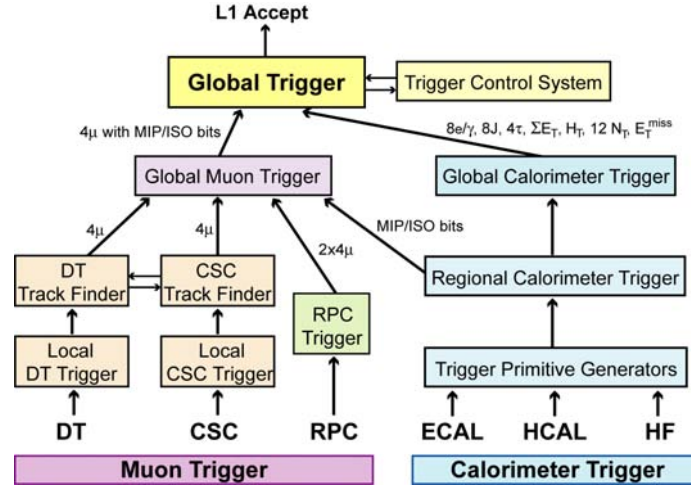 L1 Accept
Global Trigger
Trigger Control System
4μ with MIP/ISO bits
8e/γ, 8J, 4τ, ΣE_T, H_T, 12 N_T, E_T^miss
Global Muon Trigger
Global Calorimeter Trigger
4μ
4μ
2x4μ
MIP/ISO bits
DT
Track Finder
CSC
Track Finder
Regional Calorimeter Trigger
RPC
Trigger
Local
DT Trigger
Local
CSC Trigger
Trigger Primitive Generators
DT
CSC
RPC
ECAL
HCAL
HF
Muon Trigger
Calorimeter Trigger